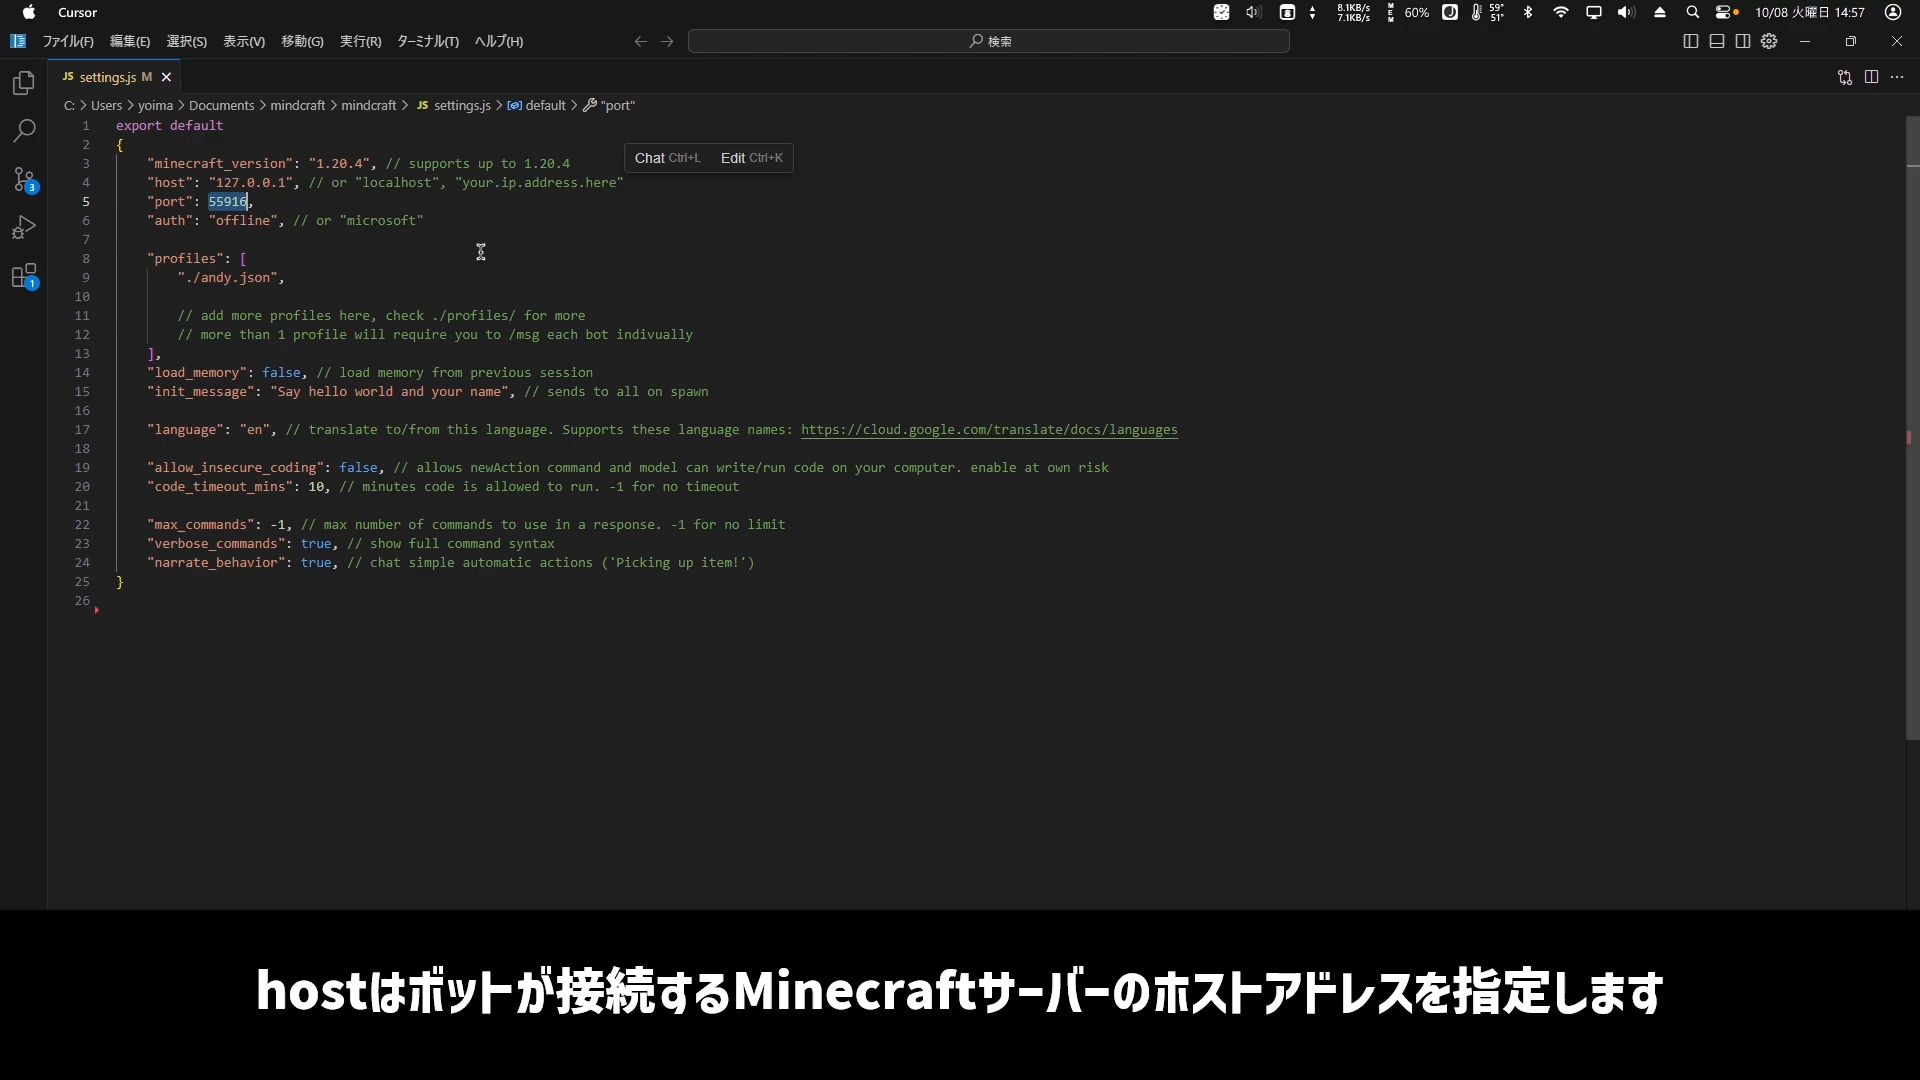 Cursor
8.1KB/s
7.1KB/s
MEM
60%
59°
51°
10/08 火曜日 14:57
ファイル(F) 編集(E) 選択(S) 表示(V) 移動(G) 実行(R) ターミナル(T) ヘルプ(H)
検索
JS settings.js M
C: > Users > yoima > Documents > mindcraft > mindcraft > JS settings.js > default > "port"
1 export default
2 {
3 "minecraft_version": "1.20.4", // supports up to 1.20.4
Chat Ctrl+L Edit Ctrl+K
4 "host": "127.0.0.1", // or "localhost", "your.ip.address.here"
5 "port": 55916,
6 "auth": "offline", // or "microsoft"
7
8 "profiles": [
9 "./andy.json",
10
11 // add more profiles here, check ./profiles/ for more
12 // more than 1 profile will require you to /msg each bot indivually
13 ],
14 "load_memory": false, // load memory from previous session
15 "init_message": "Say hello world and your name", // sends to all on spawn
16
17 "language": "en", // translate to/from this language. Supports these language names: https://cloud.google.com/translate/docs/languages
18
19 "allow_insecure_coding": false, // allows newAction command and model can write/run code on your computer. enable at own risk
20 "code_timeout_mins": 10, // minutes code is allowed to run. -1 for no timeout
21
22 "max_commands": -1, // max number of commands to use in a response. -1 for no limit
23 "verbose_commands": true, // show full command syntax
24 "narrate_behavior": true, // chat simple automatic actions ('Picking up item!')
25 }
26
3
1
hostはボットが接続するMinecraftサーバーのホストアドレスを指定します